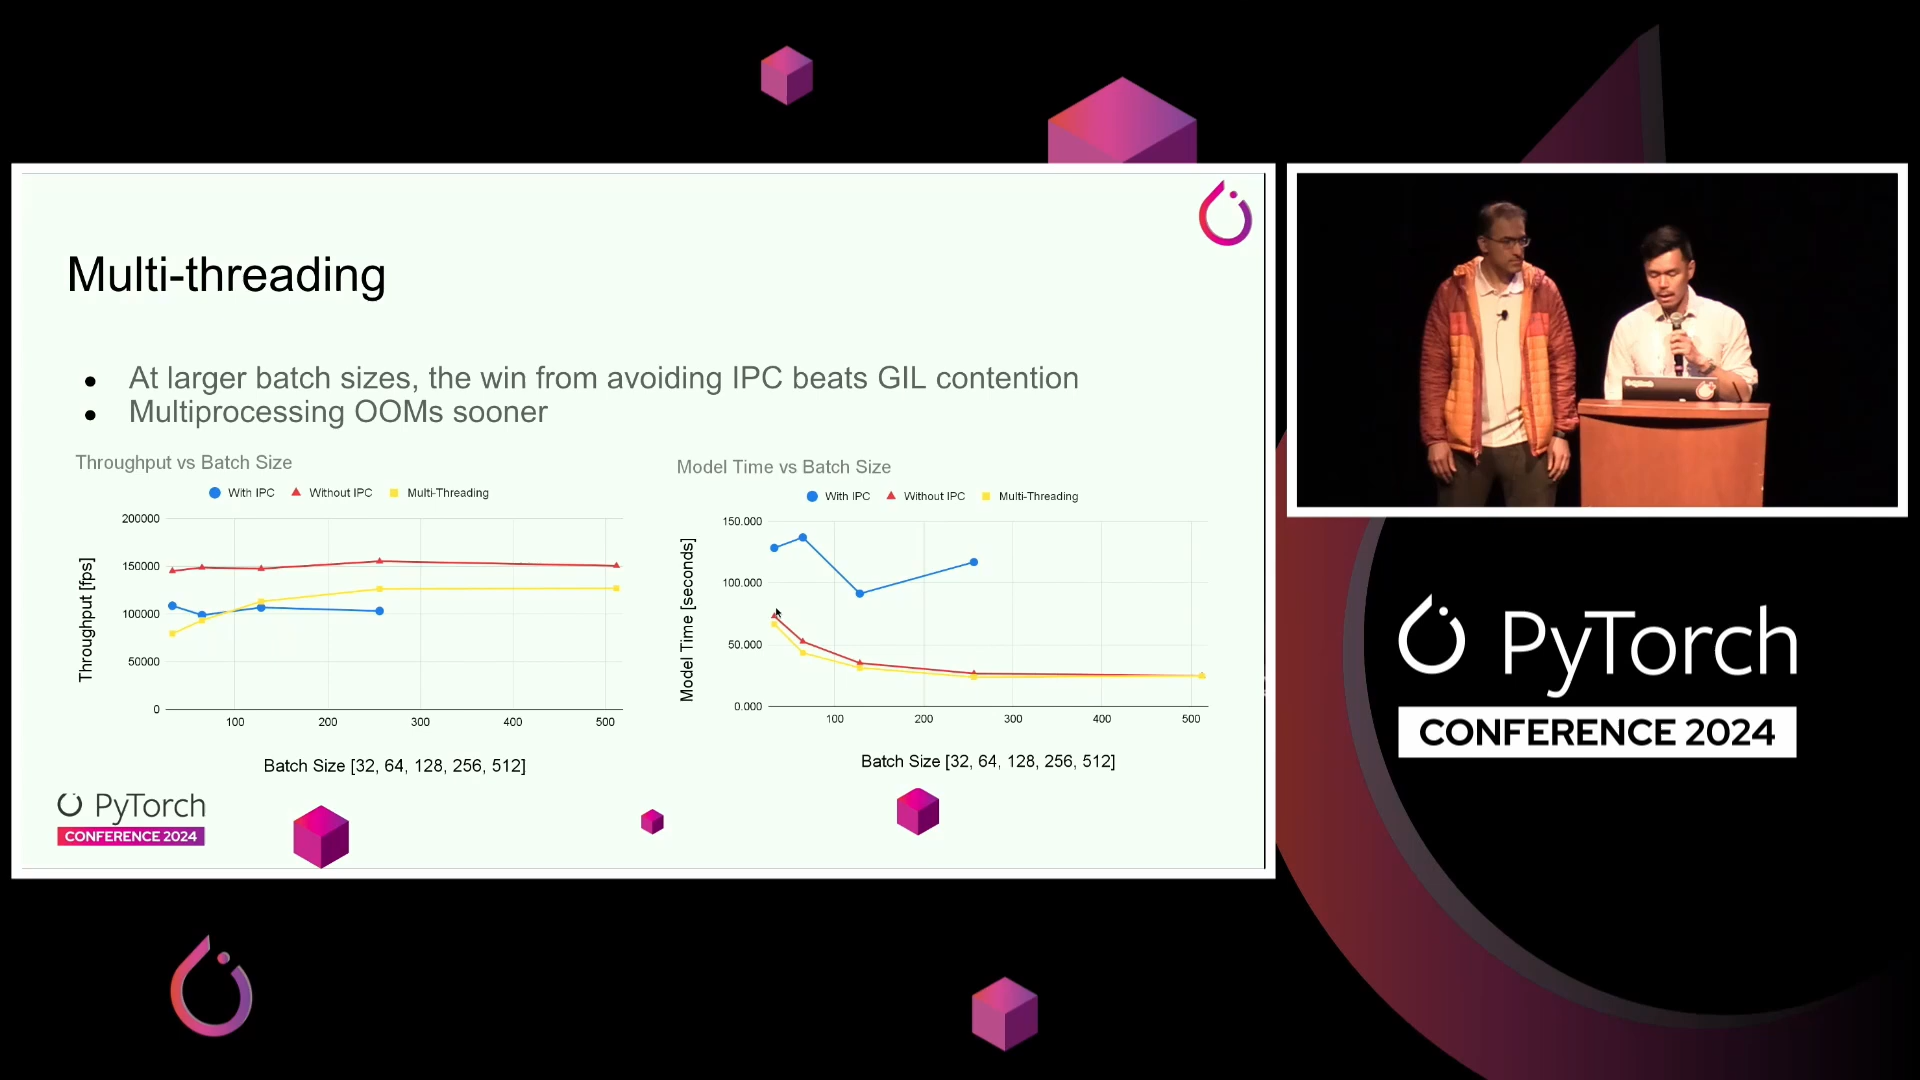 Multi-threading
● At larger batch sizes, the win from avoiding IPC beats GIL contention
● Multiprocessing OOMs sooner
Throughput vs Batch Size
With IPC Without IPC Multi-Threading
200000
150000
100000
50000
0
Throughput [fps]
100 200 300 400 500
Batch Size [32, 64, 128, 256, 512]
Model Time vs Batch Size
With IPC Without IPC Multi-Threading
150.000
100.000
50.000
0.000
Model Time [seconds]
100 200 300 400 500
Batch Size [32, 64, 128, 256, 512]
PyTorch
CONFERENCE 2024
PyTorch
PyTorch
CONFERENCE 2024